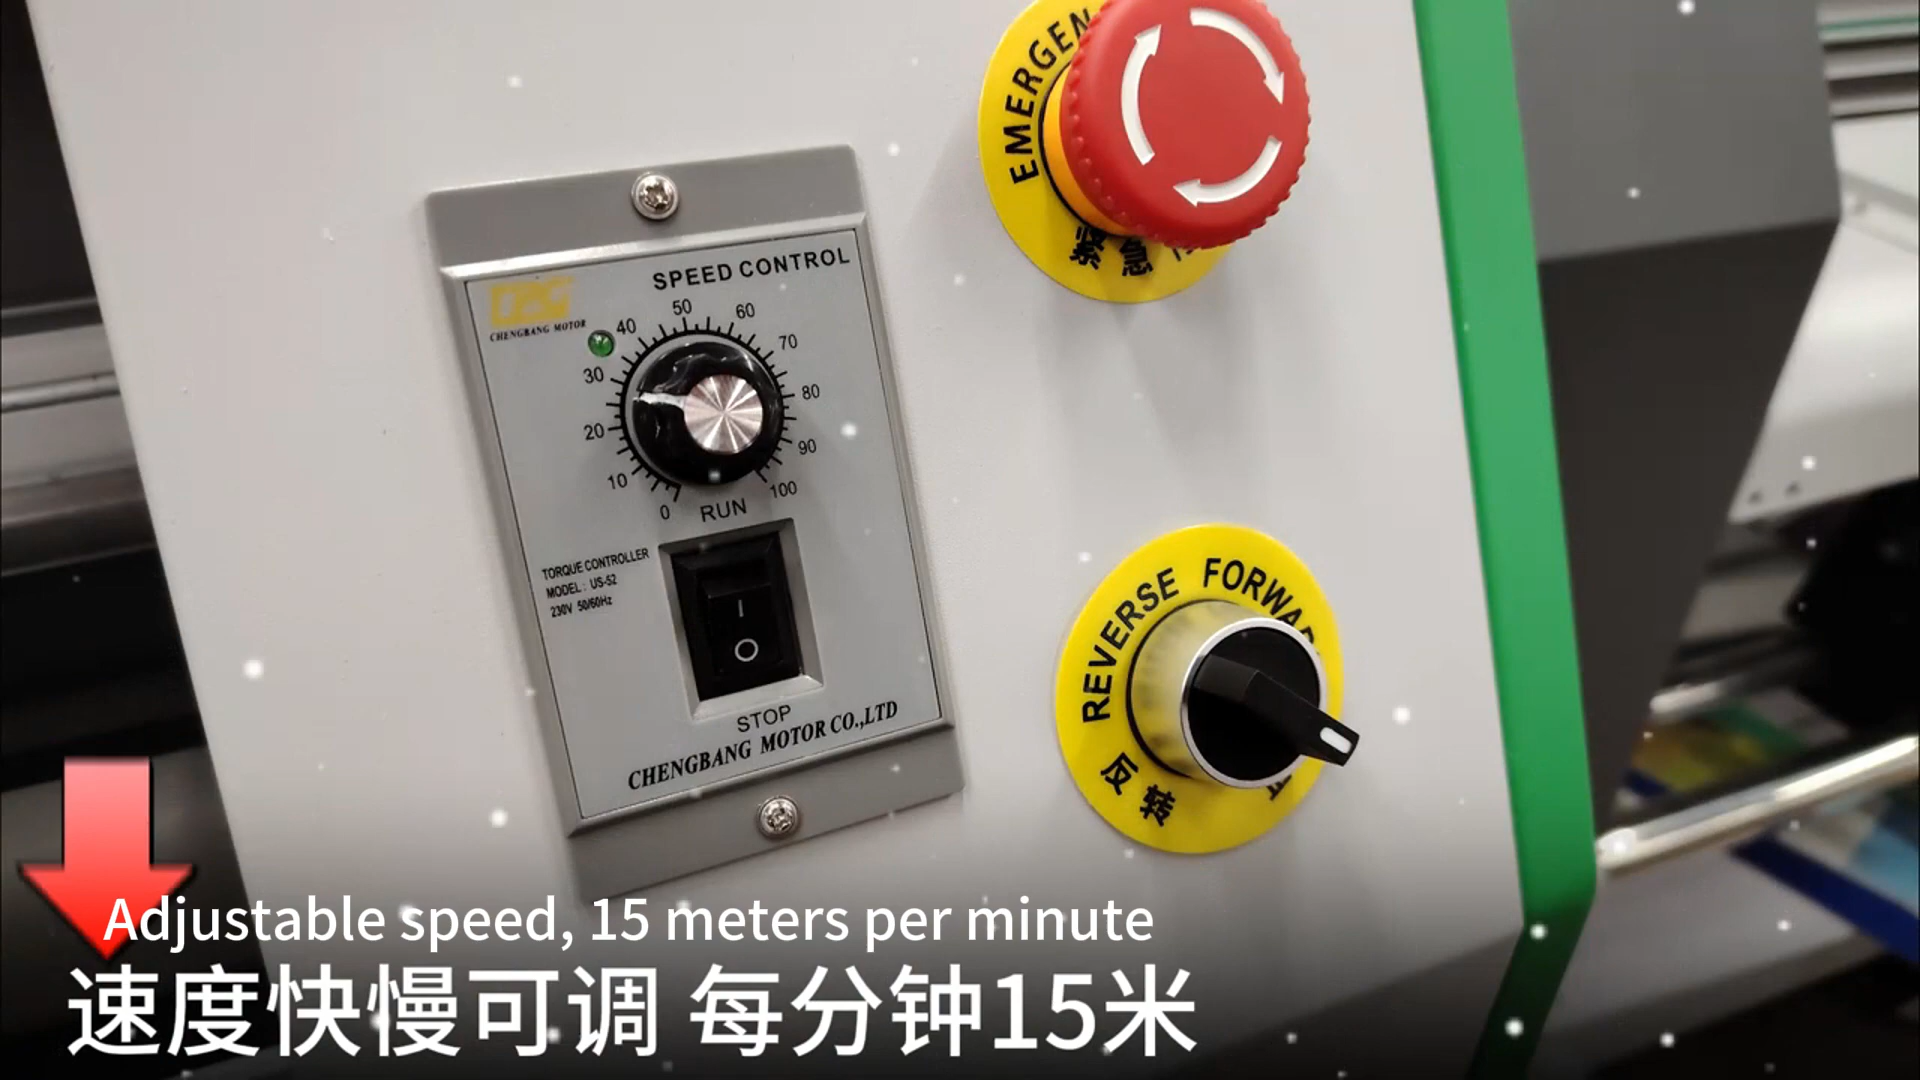 EMERGEN
紧急
SPEED CONTROL
CHENGBANG MOTOR
0
10
20
30
40
50
60
70
80
90
100
RUN
TORQUE CONTROLLER
MODEL: US-52
230V 50/60Hz
I
O
STOP
CHENGBANG MOTOR CO.,LTD
REVERSE FORWA
反转
Adjustable speed, 15 meters per minute
速度快慢可调 每分钟15米